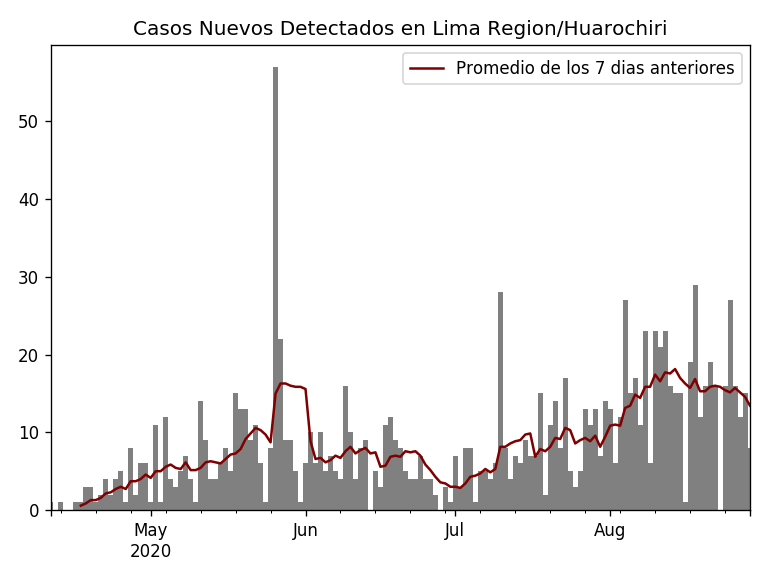 Casos Nuevos Detectados en Lima Region/Huarochiri
Promedio de los 7 dias anteriores
50
40
30
20
10
0
May
2020
Jun
Jul
Aug